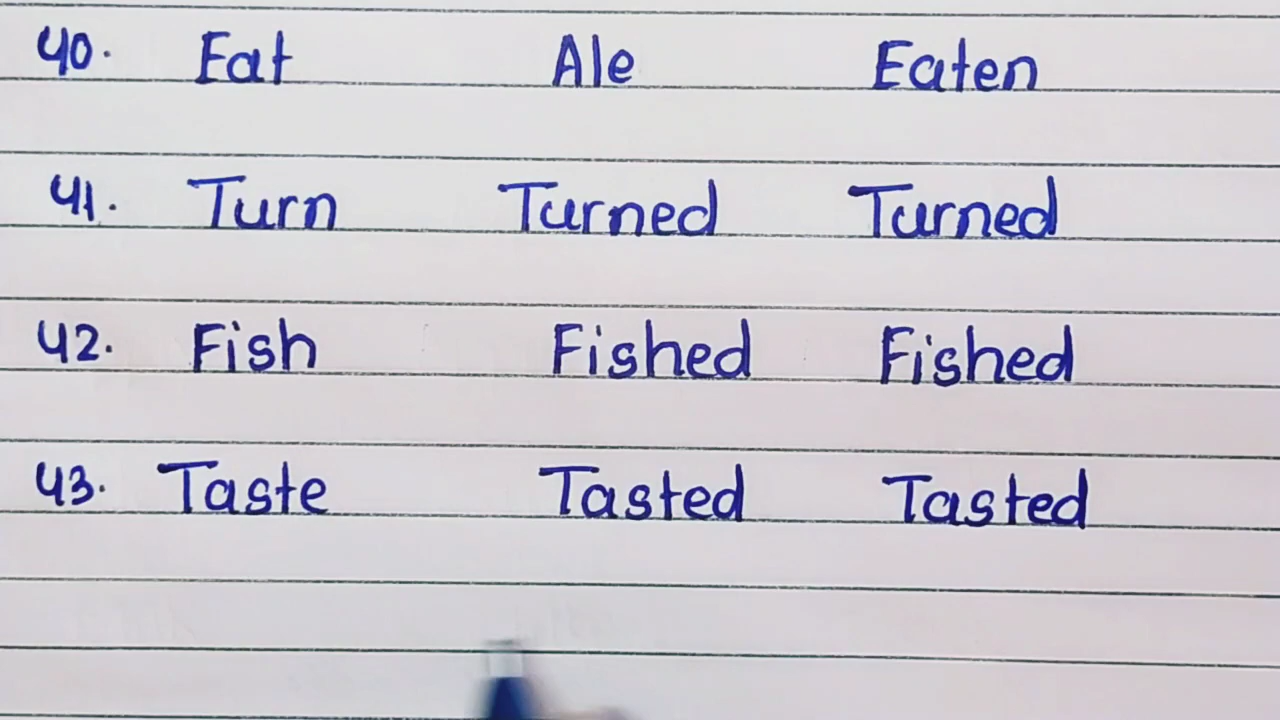 40. Eat Ale Eaten
41. Turn Turned Turned
42. Fish Fished Fished
43. Taste Tasted Tasted